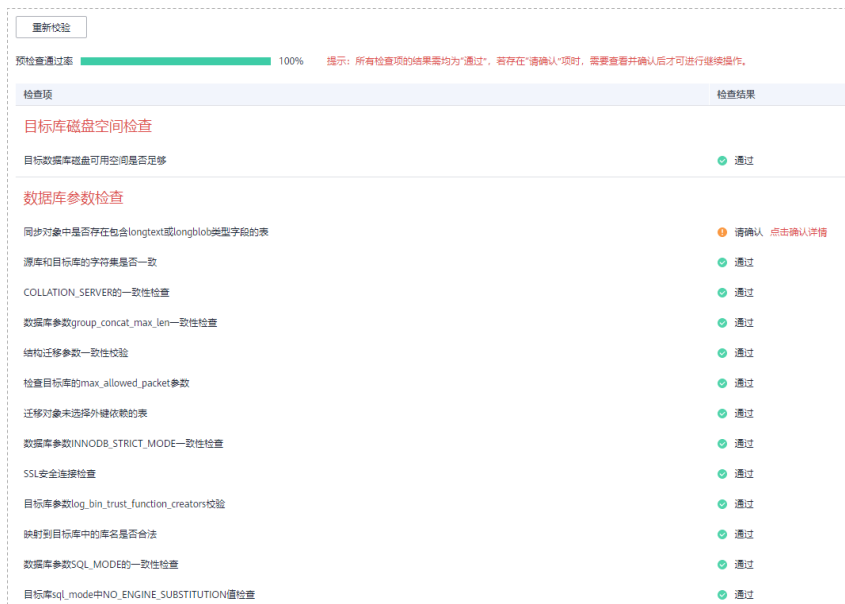 重新校验
预检查通过率 100% 提示：所有检查项的结果需均为“通过”，若存在“请确认”项时，需要查看并确认后才可进行继续操作。
检查项 检查结果
目标库磁盘空间检查
目标数据库磁盘可用空间是否足够 通过
数据库参数检查
同步对象中是否存在包含longtext或longblob类型字段的表 请确认 点击确认详情
源库和目标库的字符集是否一致 通过
COLLATION_SERVER的一致性检查 通过
数据库参数group_concat_max_len一致性检查 通过
结构迁移参数一致性校验 通过
检查目标库的max_allowed_packet参数 通过
迁移对象未选择外键依赖的表 通过
数据库参数INNODB_STRICT_MODE一致性检查 通过
SSL安全连接检查 通过
目标库参数log_bin_trust_function_creators校验 通过
映射到目标库中的库名是否合法 通过
数据库参数SQL_MODE的一致性检查 通过
目标库sql_mode中NO_ENGINE_SUBSTITUTION值检查 通过